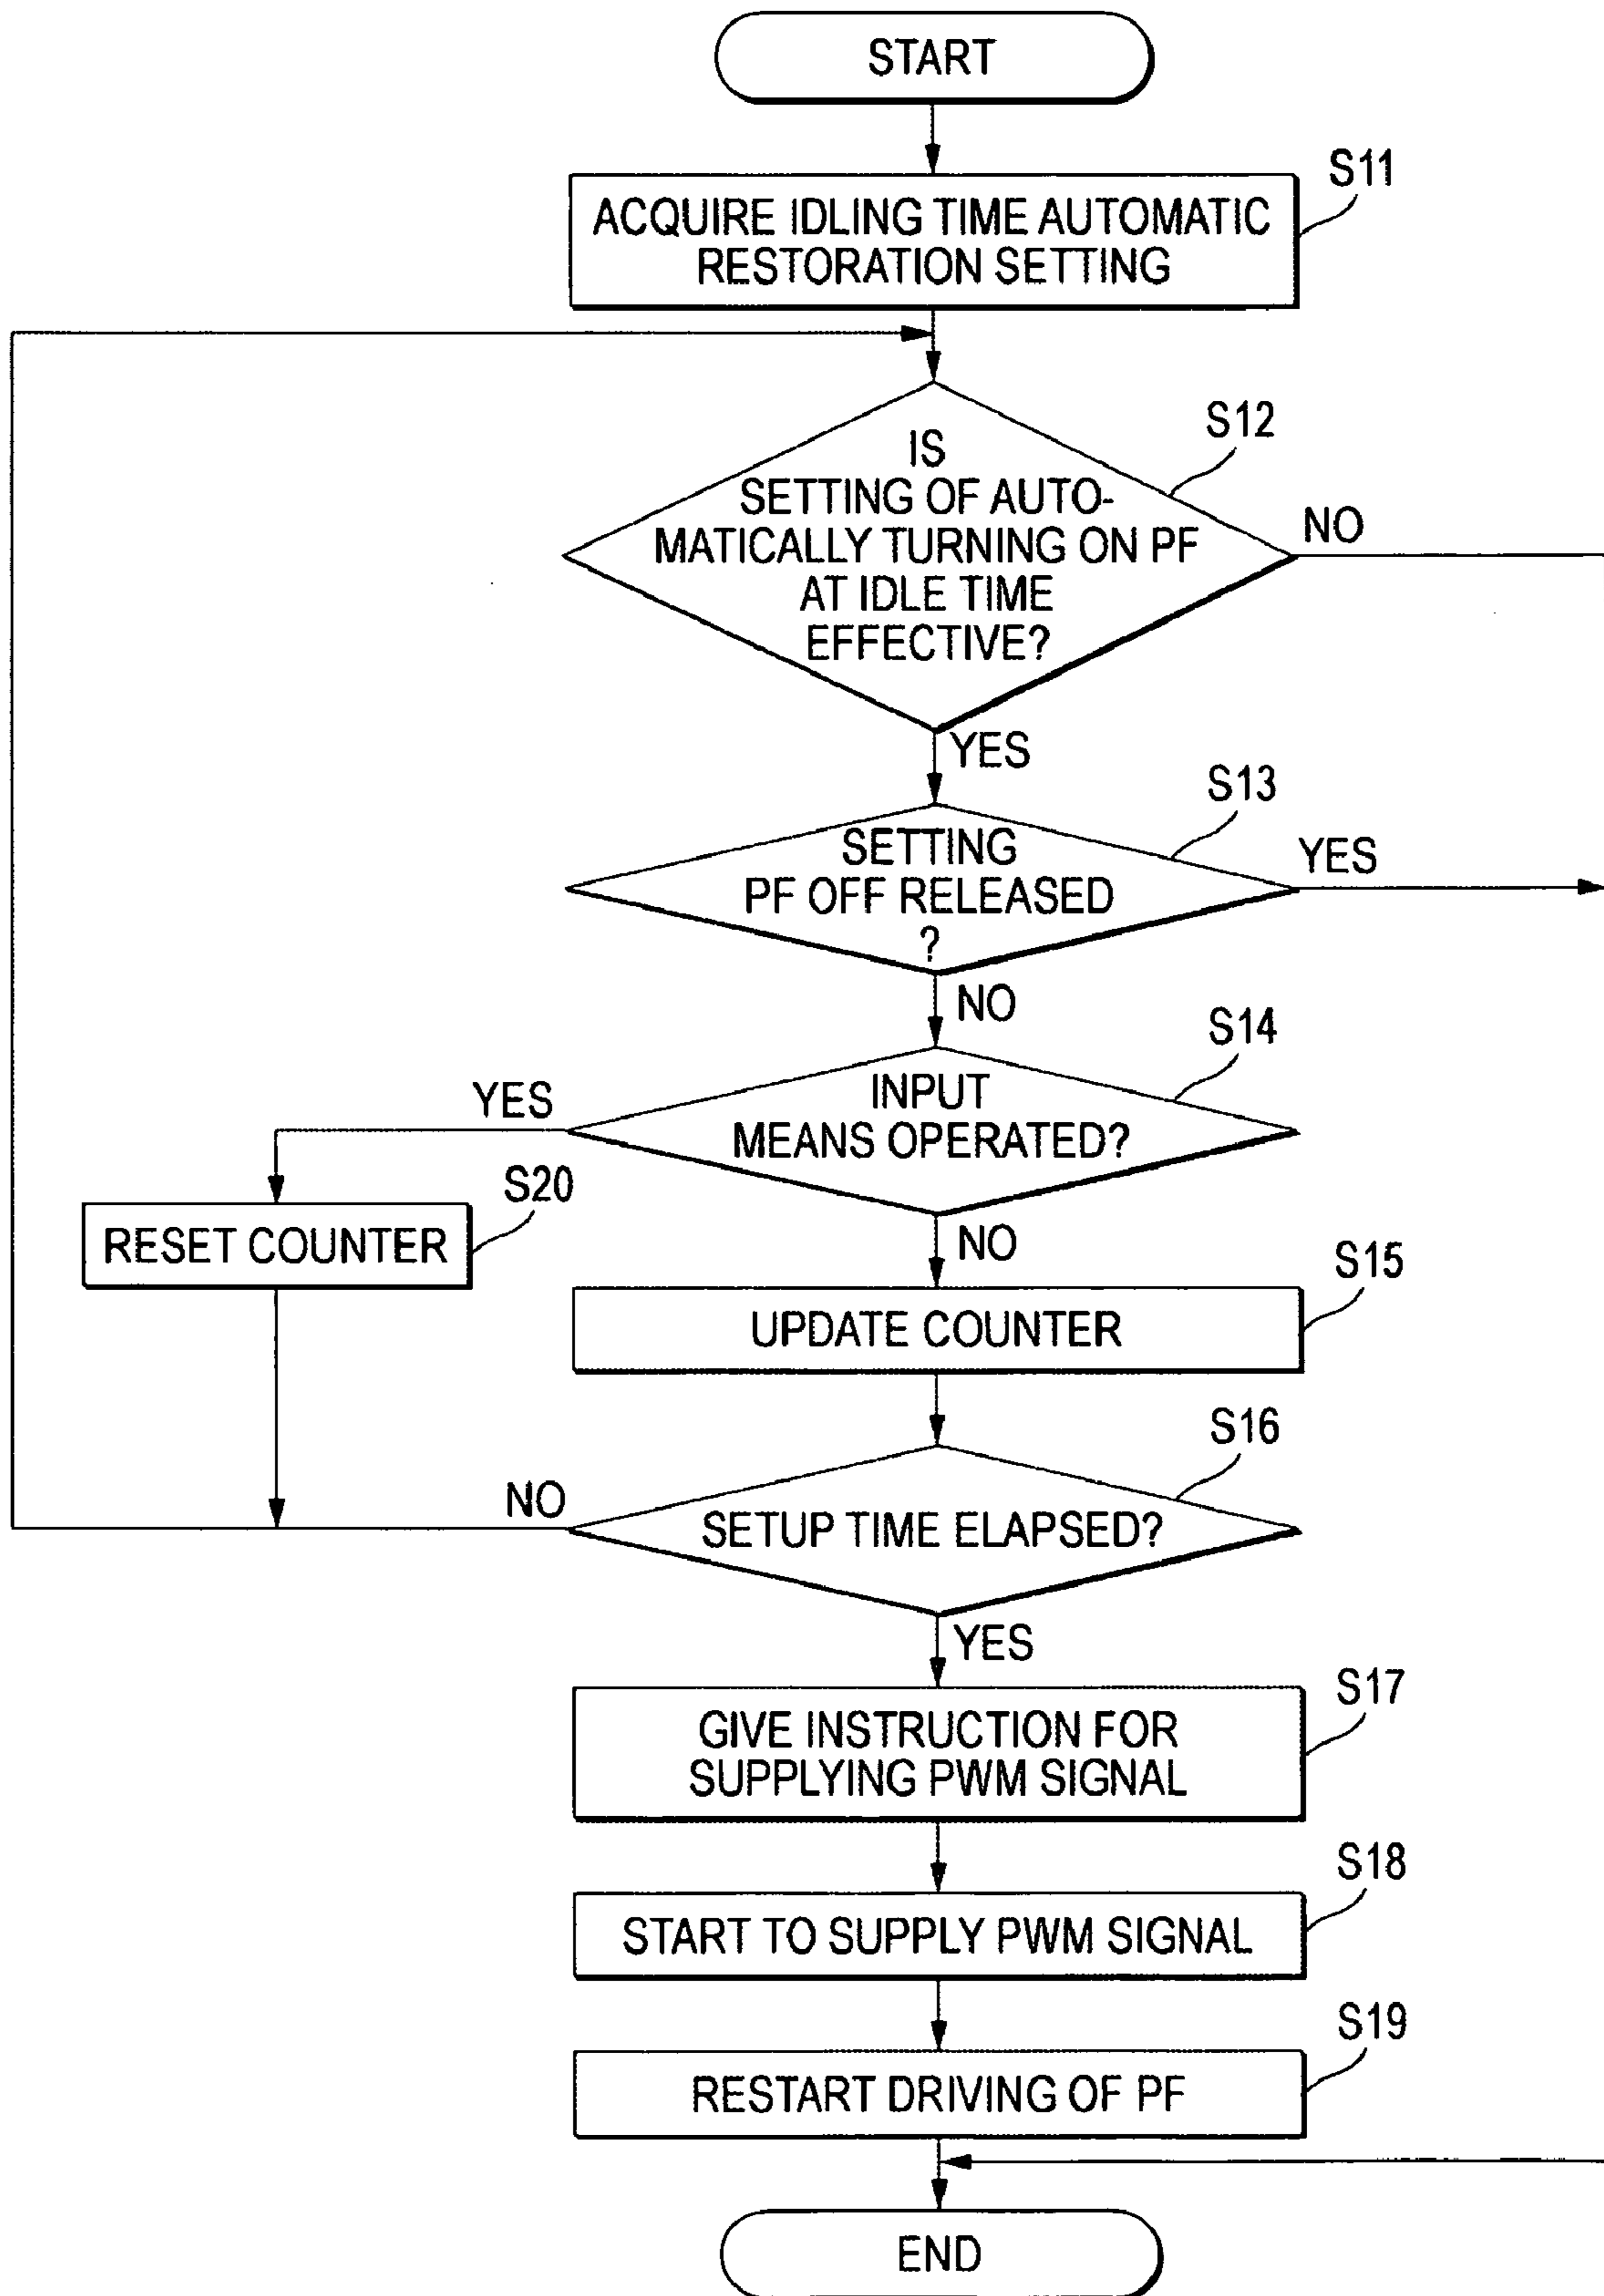 START
S11
ACQUIRE IDLING TIME AUTOMATIC
RESTORATION SETTING
S12
IS
SETTING OF AUTO-
MATICALLY TURNING ON PF
AT IDLE TIME
EFFECTIVE?
NO
YES
S13
SETTING
PF OFF RELEASED
?
YES
NO
S14
INPUT
MEANS OPERATED?
YES
S20
RESET COUNTER
NO
S15
UPDATE COUNTER
S16
SETUP TIME ELAPSED?
NO
YES
S17
GIVE INSTRUCTION FOR
SUPPLYING PWM SIGNAL
S18
START TO SUPPLY PWM SIGNAL
S19
RESTART DRIVING OF PF
END